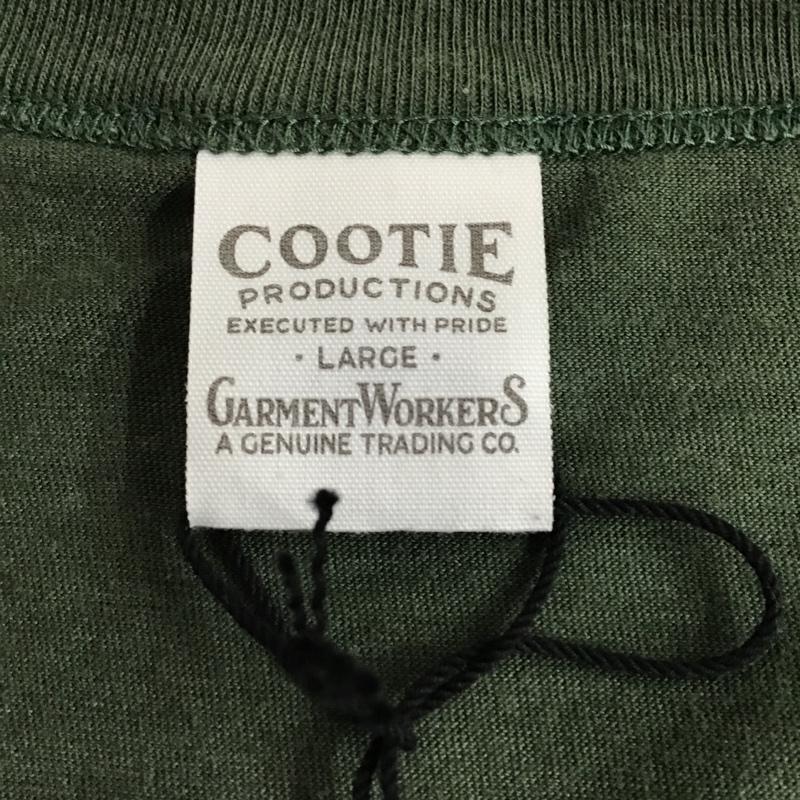 COOTIE
PRODUCTIONS
EXECUTED WITH PRIDE
· LARGE ·
GARMENTWORKERS
A GENUINE TRADING CO.